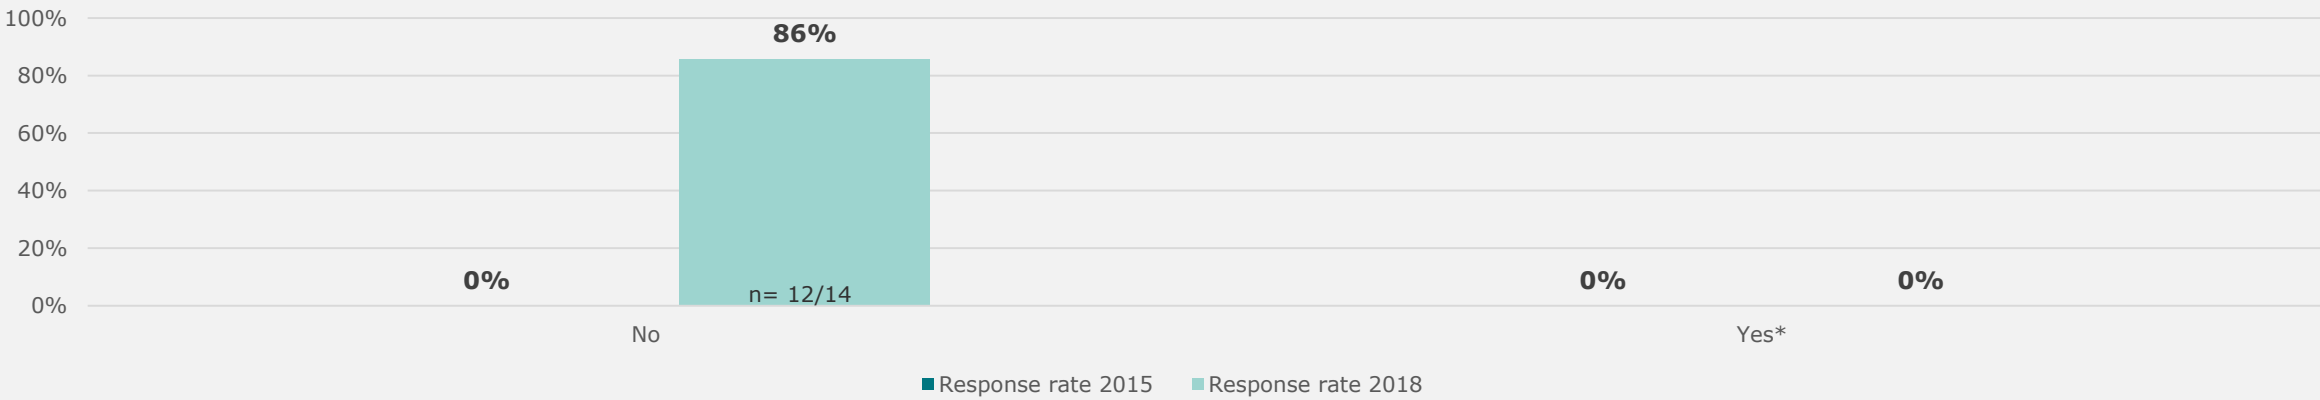 100%
86%
80%
60%
40%
20%
0%
0%
0%
n= 12/14
0%
No
Yes*
Response rate 2015
Response rate 2018